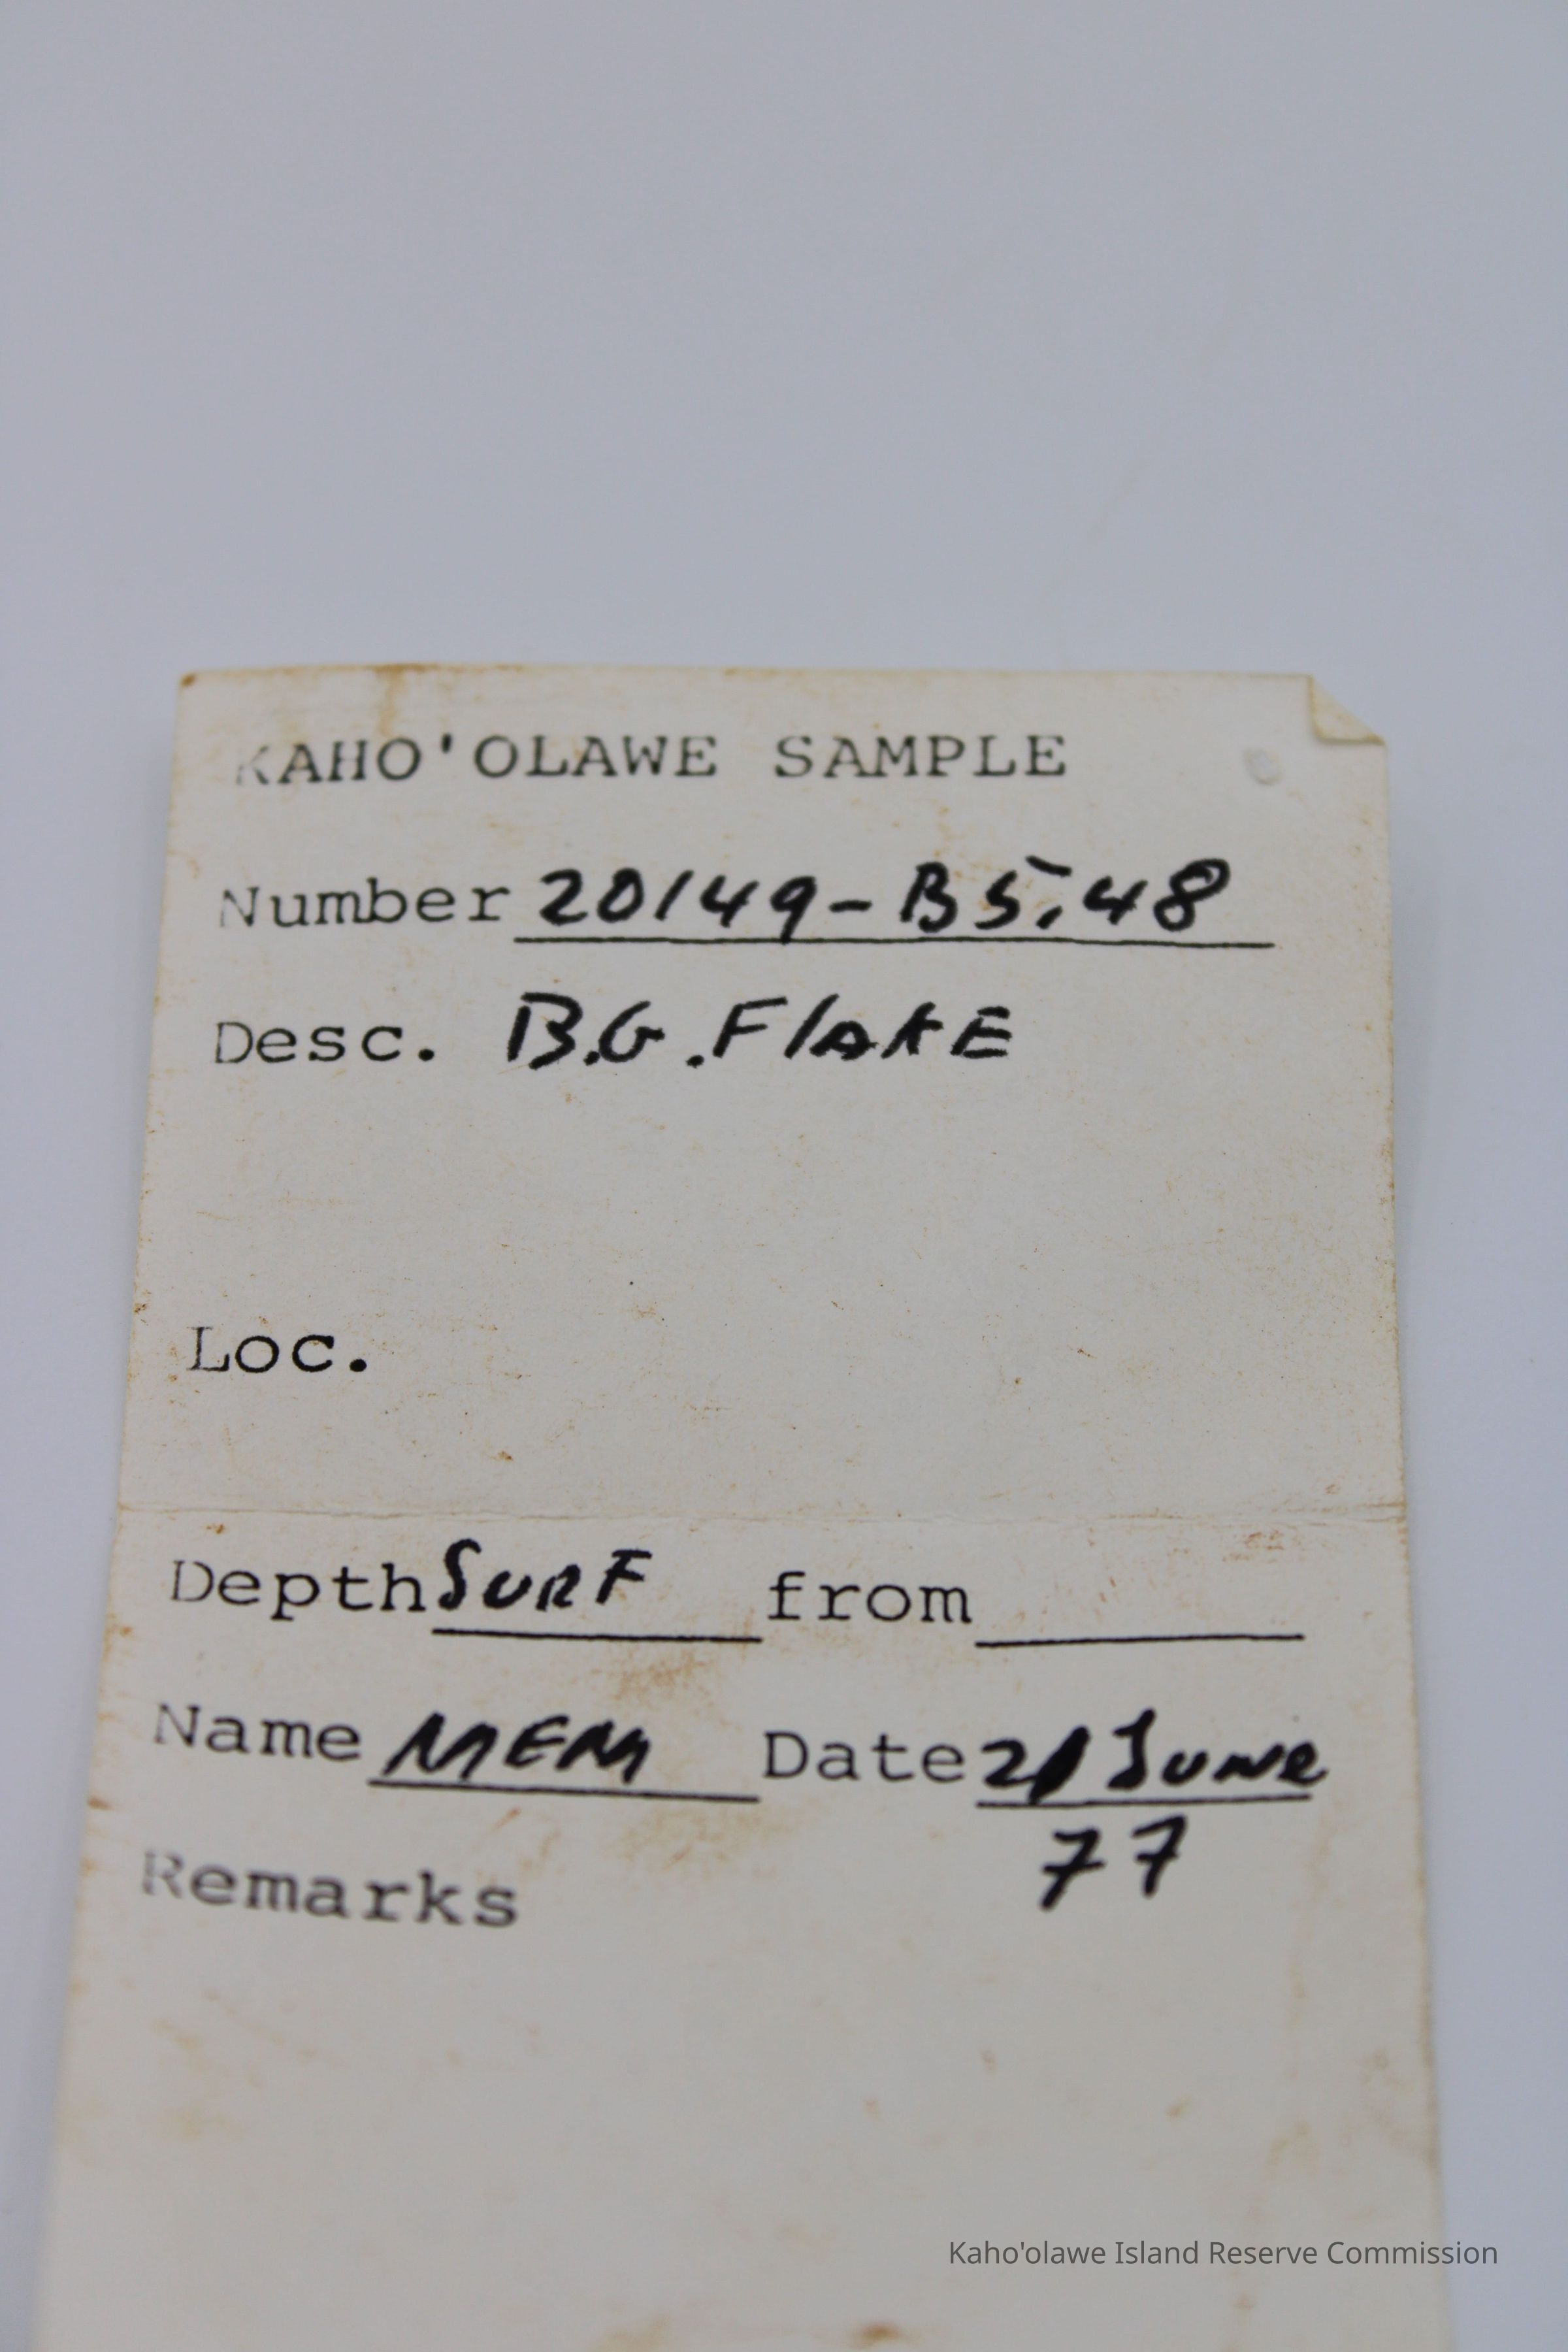 KAHO'OLAWE SAMPLE
Number 20149-B5.48
Desc. B.G. FlAKE
Loc.
Depth SURF from
Name MEM Date 21 June
77
Remarks
Kaho'olawe Island Reserve Commission